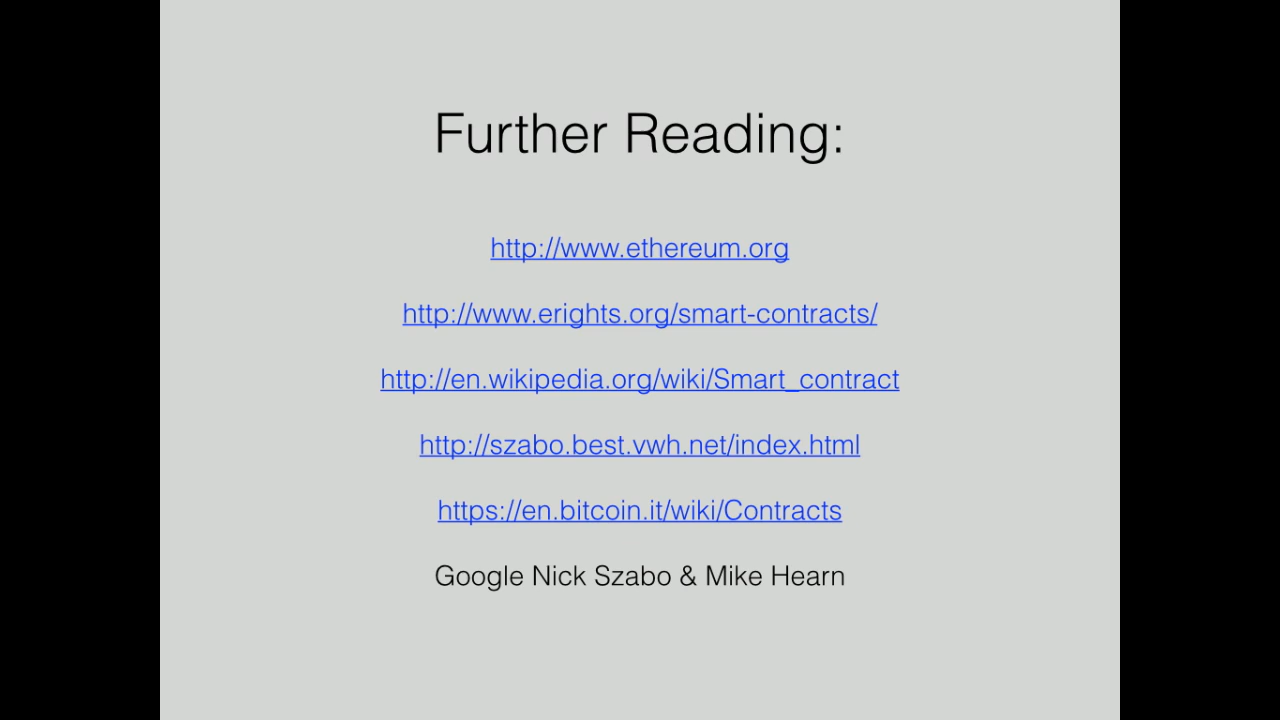 Further Reading:
http://www.ethereum.org
http://www.erights.org/smart-contracts/
http://en.wikipedia.org/wiki/Smart_contract
http://szabo.best.vwh.net/index.html
https://en.bitcoin.it/wiki/Contracts
Google Nick Szabo & Mike Hearn